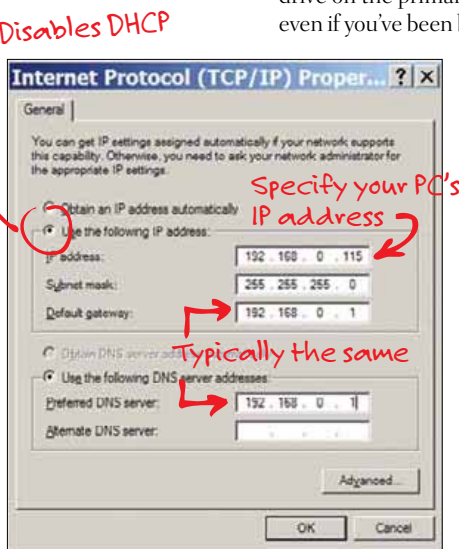 drive on the primar
even if you've been l
Disables DHCP
Internet Protocol (TCP/IP) Proper...
General
You can get IP settings assigned automatically if your network supports
this capability. Otherwise, you need to ask your network administrator for
the appropriate IP settings.
Specify your PC's
IP address
Obtain an IP address automatically
Use the following IP address:
IP address: 192 . 168 . 0 . 115
Subnet mask: 255 . 255 . 255 . 0
Default gateway: 192 . 168 . 0 . 1
Typically the same
Obtain DNS server
Use the following DNS server addresses:
Preferred DNS server: 192 . 168 . 0 . 1
Alternate DNS server:
Advanced...
OK Cancel